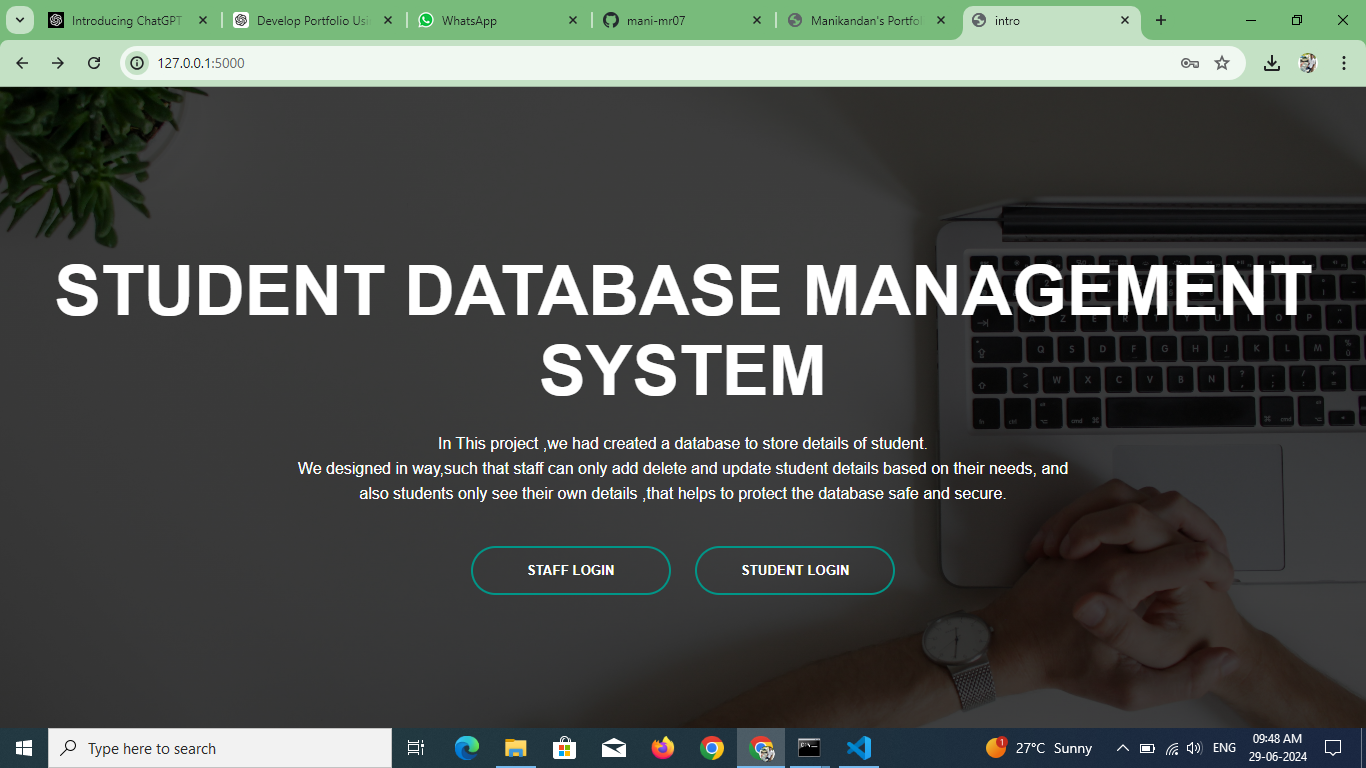 Introducing ChatGPT
Develop Portfolio Usi
WhatsApp
mani-mr07
Manikandan's Portfol
intro
127.0.0.1:5000
STUDENT DATABASE MANAGEMENT
SYSTEM
In This project ,we had created a database to store details of student.
We designed in way,such that staff can only add delete and update student details based on their needs, and
also students only see their own details ,that helps to protect the database safe and secure.
STAFF LOGIN
STUDENT LOGIN
Type here to search
1
27°C Sunny
ENG
09:48 AM
29-06-2024